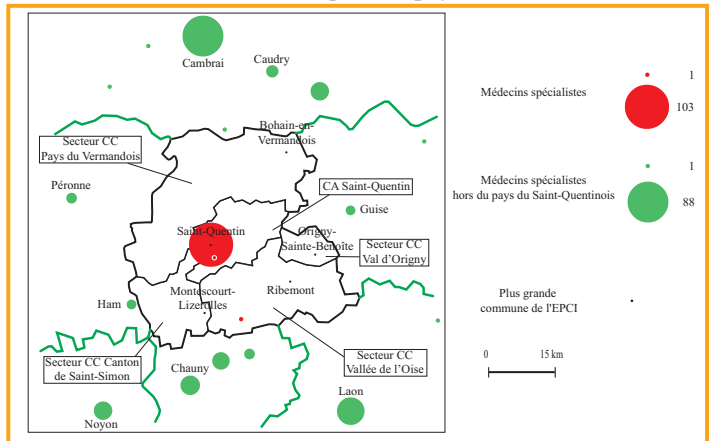 Cambrai
Caudry
Bohain-en-
Vermandois
Secteur CC
Pays du Vermandois
Péronne
CA Saint-Quentin
Guise
Saint-Quentin
Origny-
Sainte-Benoîte
Secteur CC
Val d'Origny
Montescourt-
Lizerolles
Ribemont
Ham
Secteur CC Canton
de Saint-Simon
Chauny
Secteur CC
Vallée de l'Oise
Noyon
Laon
Médecins spécialistes
1
103
Médecins spécialistes
hors du pays du Saint-Quentinois
1
88
Plus grande
commune de l'EPCI
0
15 km